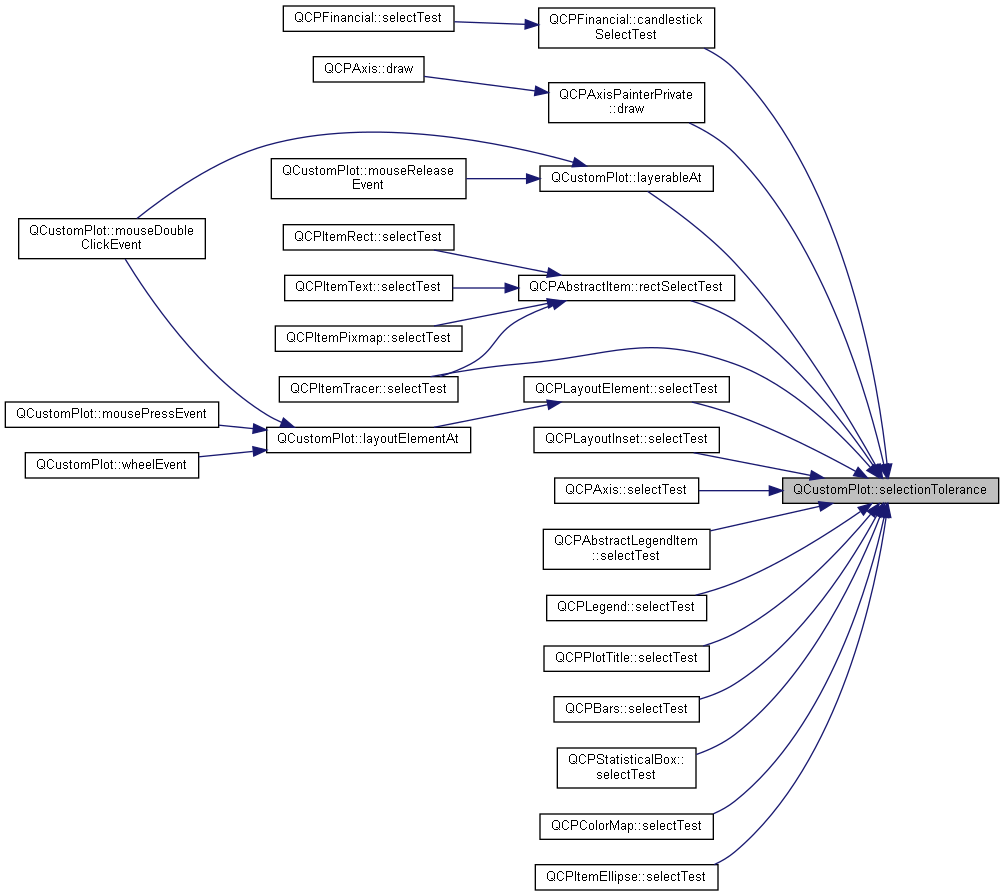 QCPFinancial::selectTest
QCPFinancial::candlestick
SelectTest
QCPAxis::draw
QCPAxisPainterPrivate
::draw
QCustomPlot::mouseRelease
Event
QCustomPlot::layerableAt
QCustomPlot::mouseDouble
ClickEvent
QCPItemRect::selectTest
QCPItemText::selectTest
QCPAbstractItem::rectSelectTest
QCPItemPixmap::selectTest
QCPItemTracer::selectTest
QCPLayoutElement::selectTest
QCustomPlot::mousePressEvent
QCustomPlot::layoutElementAt
QCPLayoutInset::selectTest
QCustomPlot::wheelEvent
QCPAxis::selectTest
QCustomPlot::selectionTolerance
QCPAbstractLegendItem
::selectTest
QCPLegend::selectTest
QCPPlotTitle::selectTest
QCPBars::selectTest
QCPStatisticalBox::
selectTest
QCPColorMap::selectTest
QCPItemEllipse::selectTest